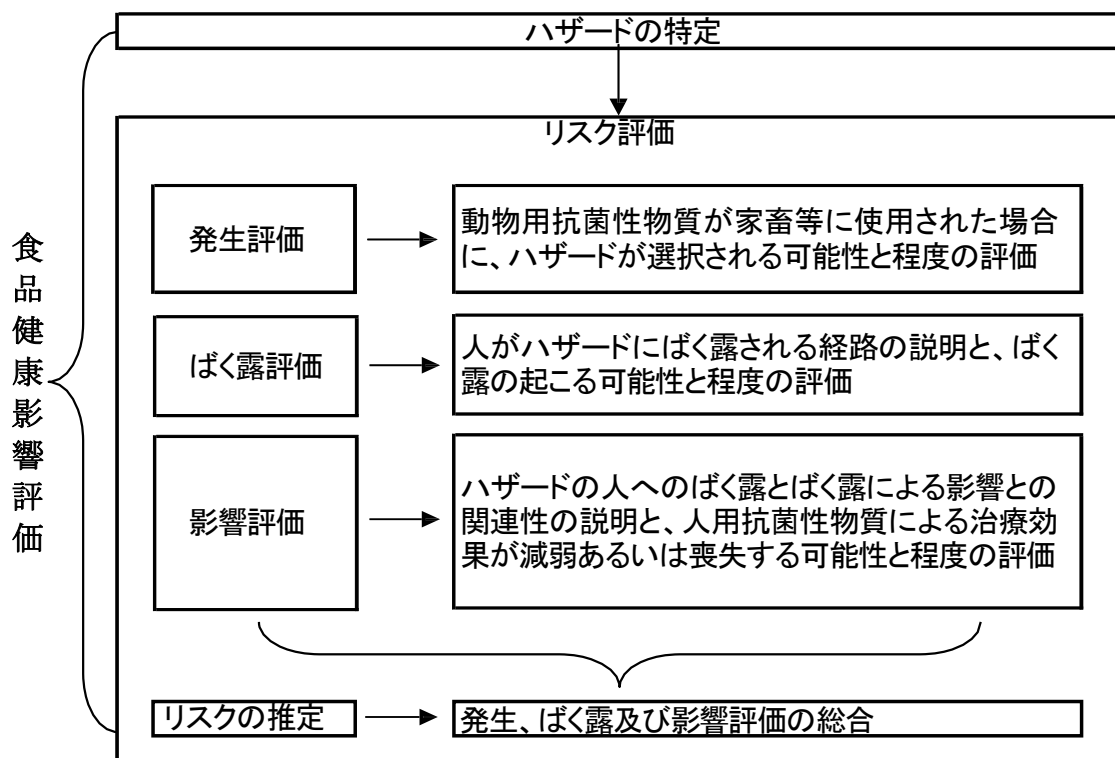 ハザードの特定
リスク評価
食品健康影響評価
発生評価
動物用抗菌性物質が家畜等に使用された場合
に、ハザードが選択される可能性と程度の評価
ばく露評価
人がハザードにばく露される経路の説明と、ばく
露の起こる可能性と程度の評価
影響評価
ハザードの人へのばく露とばく露による影響との
関連性の説明と、人用抗菌性物質による治療効
果が減弱あるいは喪失する可能性と程度の評価
リスクの推定
発生、ばく露及び影響評価の総合